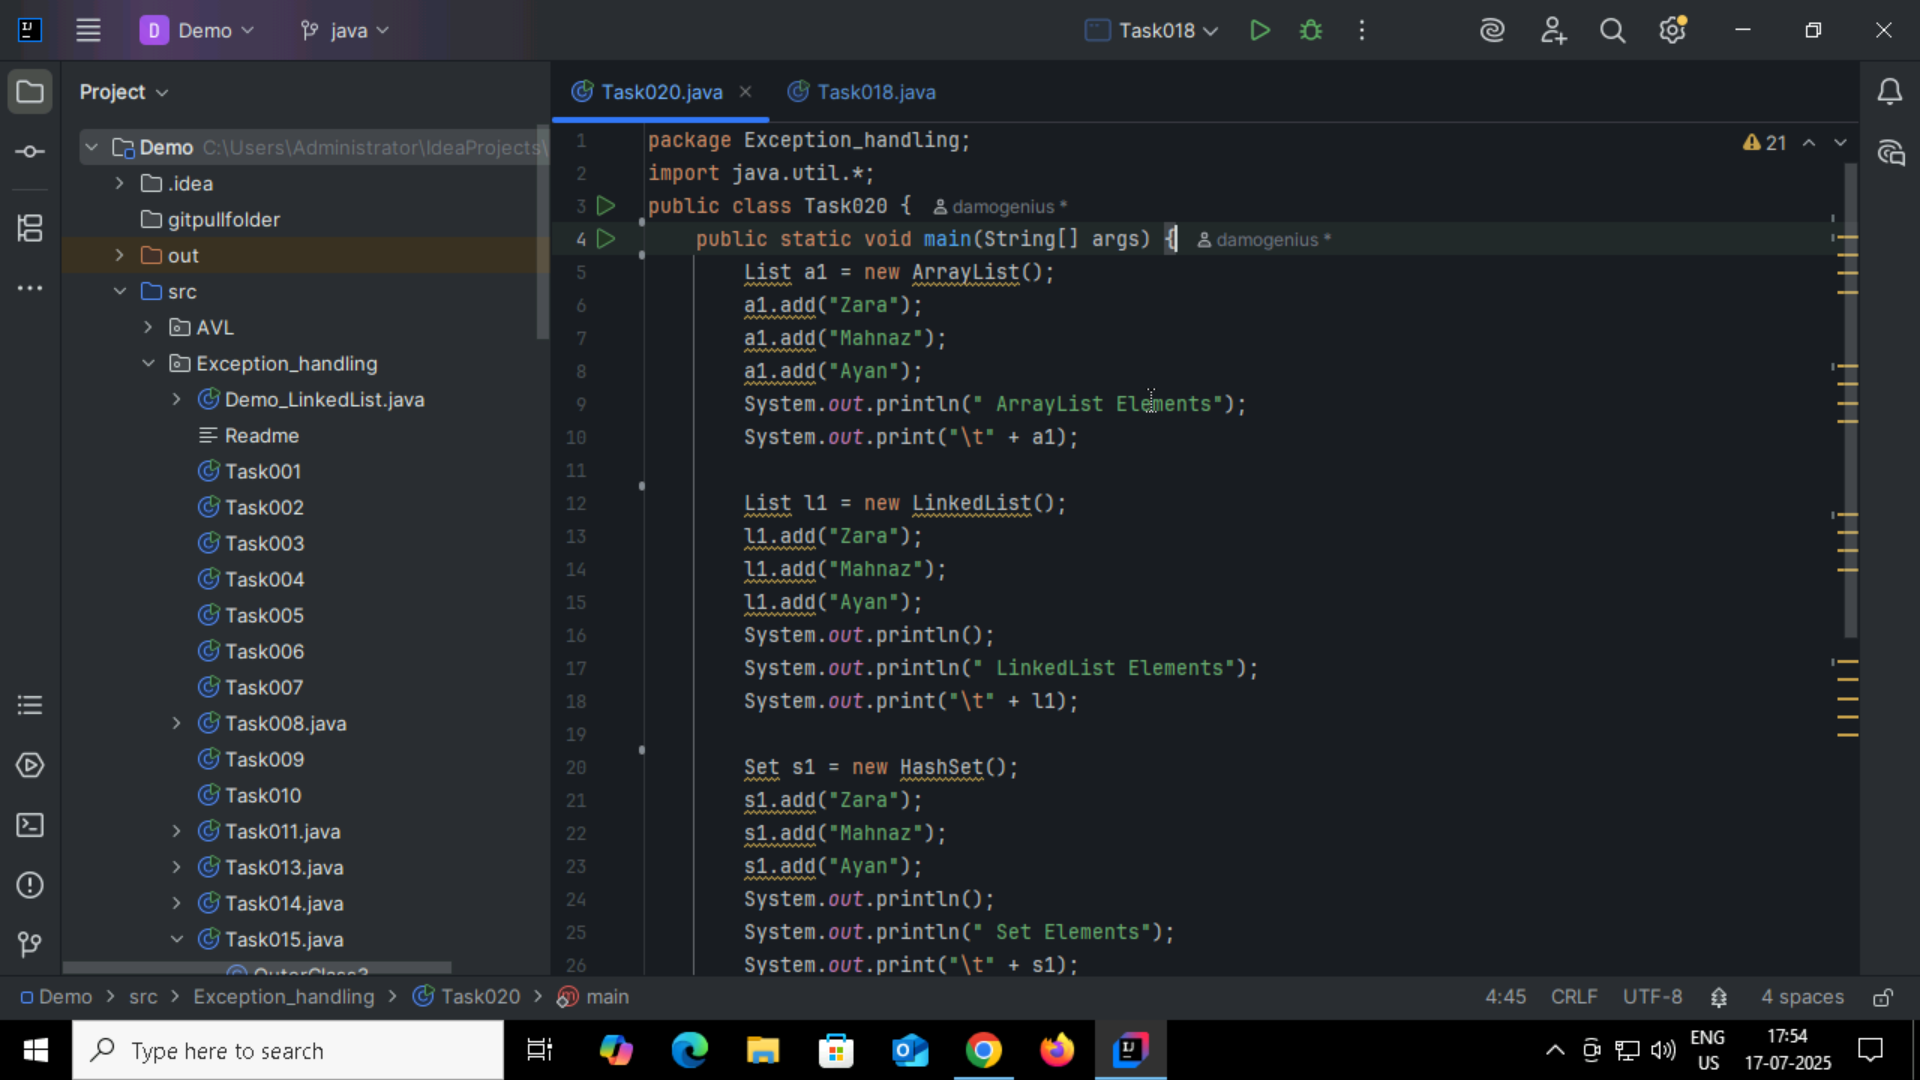 D Demo java Task018
Project
Task020.java Task018.java
Demo C:\Users\Administrator\IdeaProjects\
.idea
gitpullfolder
out
src
AVL
Exception_handling
Demo_LinkedList.java
Readme
Task001
Task002
Task003
Task004
Task005
Task006
Task007
Task008.java
Task009
Task010
Task011.java
Task013.java
Task014.java
Task015.java
OuterClass3
21
1 package Exception_handling;
2 import java.util.*;
3 public class Task020 { damogenius *
4 public static void main(String[] args) { damogenius *
5 List a1 = new ArrayList();
6 a1.add("Zara");
7 a1.add("Mahnaz");
8 a1.add("Ayan");
9 System.out.println(" ArrayList Elements");
10 System.out.print("\t" + a1);
11
12 List l1 = new LinkedList();
13 l1.add("Zara");
14 l1.add("Mahnaz");
15 l1.add("Ayan");
16 System.out.println();
17 System.out.println(" LinkedList Elements");
18 System.out.print("\t" + l1);
19
20 Set s1 = new HashSet();
21 s1.add("Zara");
22 s1.add("Mahnaz");
23 s1.add("Ayan");
24 System.out.println();
25 System.out.println(" Set Elements");
26 System.out.print("\t" + s1);
Demo > src > Exception_handling > Task020 > main 4:45 CRLF UTF-8 4 spaces
Type here to search
ENG
US
17:54
17-07-2025